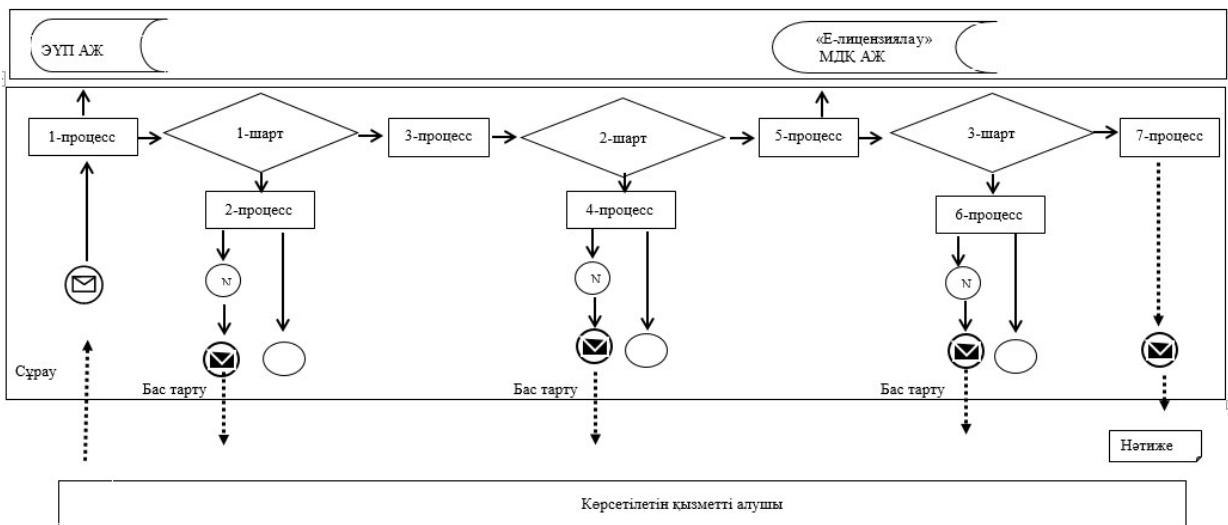 ЭҮП АЖ
«Е-лицензиялау»
МДҚ АЖ
1-процесс
1-шарт
3-процесс
2-шарт
5-процесс
3-шарт
7-процесс
2-процесс
4-процесс
6-процесс
N
N
N
Сұрау
Бас тарту
Бас тарту
Бас тарту
Нәтиже
Көрсетілетін қызметті алушы